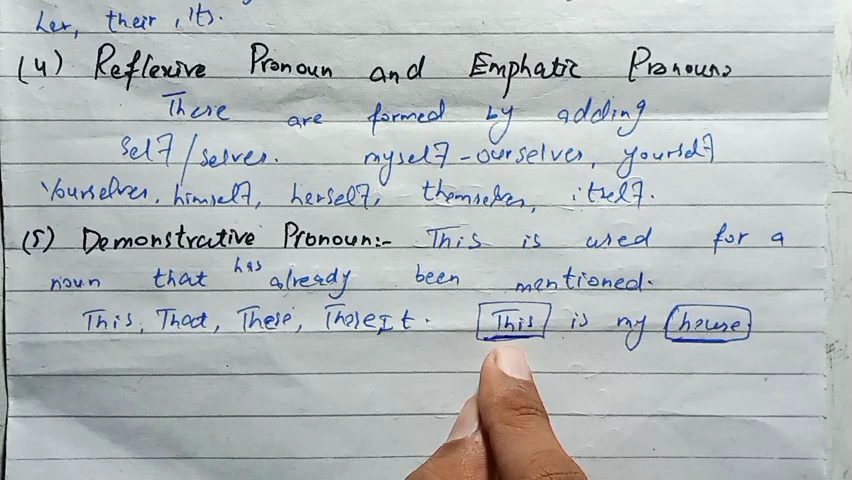 her, their, its.
(4) Reflexive Pronoun and Emphatic Pronouns
These are formed by adding
self/selves. myself-ourselves, yourself
Yourselves, himself, herself, themselves, itself.
(5) Demonstrative Pronoun:- This is used for a
noun that has already been mentioned.
This, That, These, Those, It. This is my house